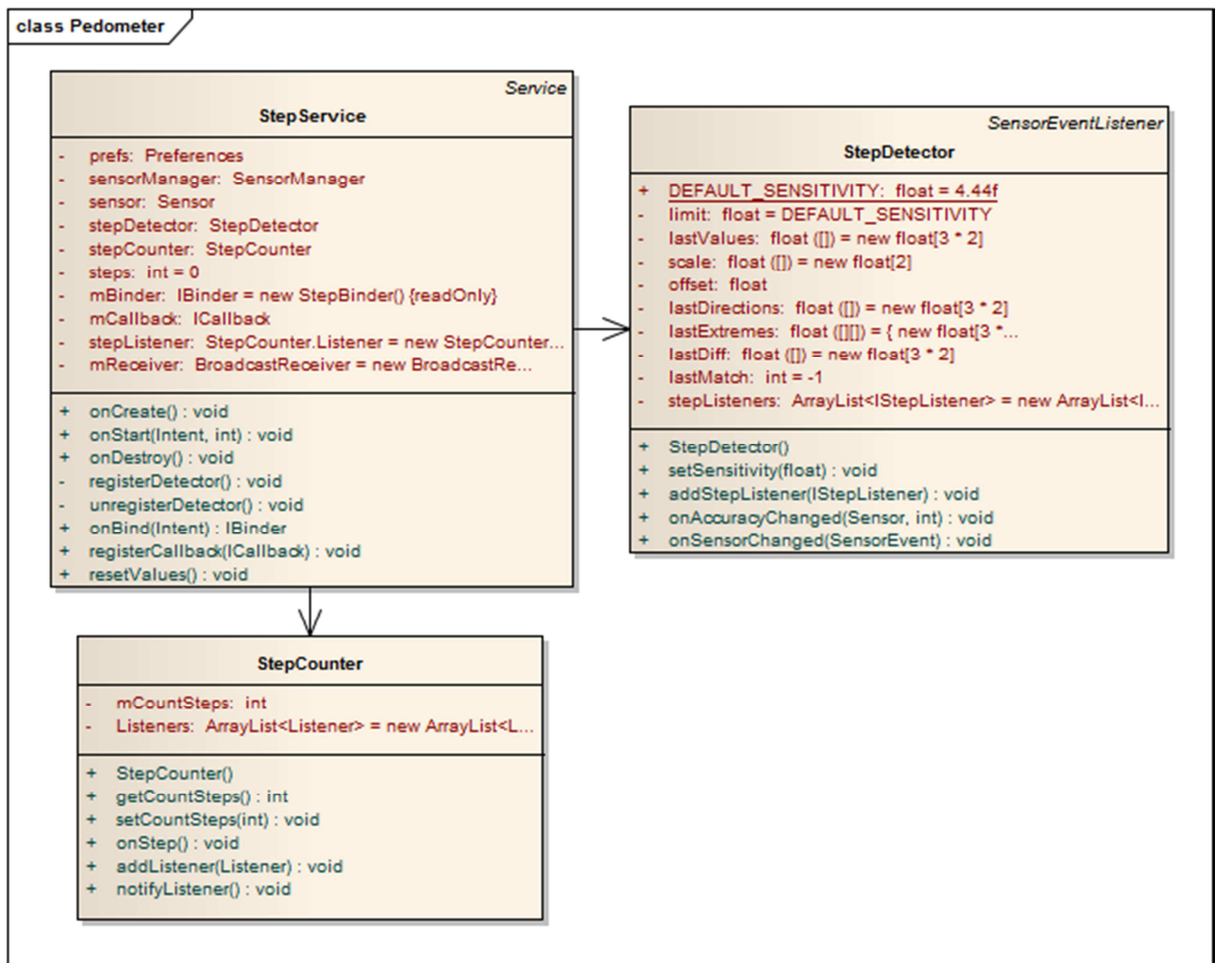 class Pedometer
Service
StepService
- prefs: Preferences
- sensorManager: SensorManager
- sensor: Sensor
- stepDetector: StepDetector
- stepCounter: StepCounter
- steps: int = 0
- mBinder: IBinder = new StepBinder() {readOnly}
- mCallback: ICallback
- stepListener: StepCounter.Listener = new StepCounter...
- mReceiver: BroadcastReceiver = new BroadcastRe...
+ onCreate() : void
+ onStart(Intent, int) : void
+ onDestroy() : void
- registerDetector() : void
- unregisterDetector() : void
+ onBind(Intent) : IBinder
+ registerCallback(ICallback) : void
+ resetValues() : void
SensorEventListener
StepDetector
+ DEFAULT_SENSITIVITY: float = 4.44f
- limit: float = DEFAULT_SENSITIVITY
- lastValues: float ([]) = new float[3 * 2]
- scale: float ([]) = new float[2]
- offset: float
- lastDirections: float ([]) = new float[3 * 2]
- lastExtremes: float ([][]) = { new float[3 *...
- lastDiff: float ([]) = new float[3 * 2]
- lastMatch: int = -1
- stepListeners: ArrayList<IStepListener> = new ArrayList<I...
+ StepDetector()
+ setSensitivity(float) : void
+ addStepListener(IStepListener) : void
+ onAccuracyChanged(Sensor, int) : void
+ onSensorChanged(SensorEvent) : void
StepCounter
- mCountSteps: int
- Listeners: ArrayList<Listener> = new ArrayList<L...
+ StepCounter()
+ getCountSteps() : int
+ setCountSteps(int) : void
+ onStep() : void
+ addListener(Listener) : void
+ notifyListener() : void